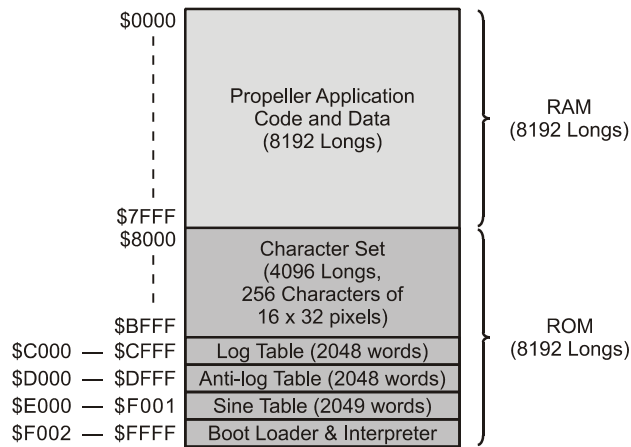 $0000
Propeller Application
Code and Data
(8192 Longs)
RAM
(8192 Longs)
$7FFF
$8000
Character Set
(4096 Longs,
256 Characters of
16 x 32 pixels)
$BFFF
ROM
(8192 Longs)
$C000 — $CFFF Log Table (2048 words)
$D000 — $DFFF Anti-log Table (2048 words)
$E000 — $F001 Sine Table (2049 words)
$F002 — $FFFF Boot Loader & Interpreter